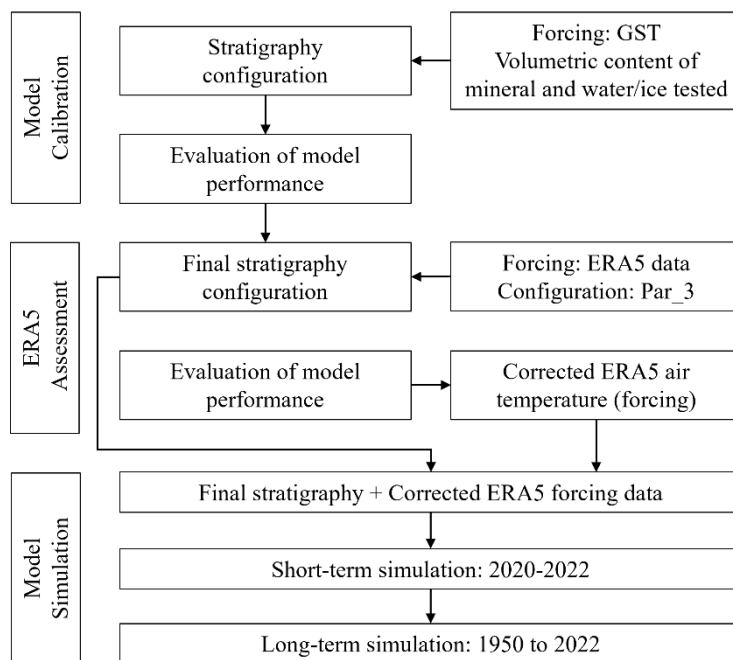 Model
Calibration
Stratigraphy
configuration
Forcing: GST
Volumetric content of
mineral and water/ice tested
Evaluation of model
performance
ERA5
Assessment
Final stratigraphy
configuration
Forcing: ERA5 data
Configuration: Par_3
Evaluation of model
performance
Corrected ERA5 air
temperature (forcing)
Model
Simulation
Final stratigraphy + Corrected ERA5 forcing data
Short-term simulation: 2020-2022
Long-term simulation: 1950 to 2022